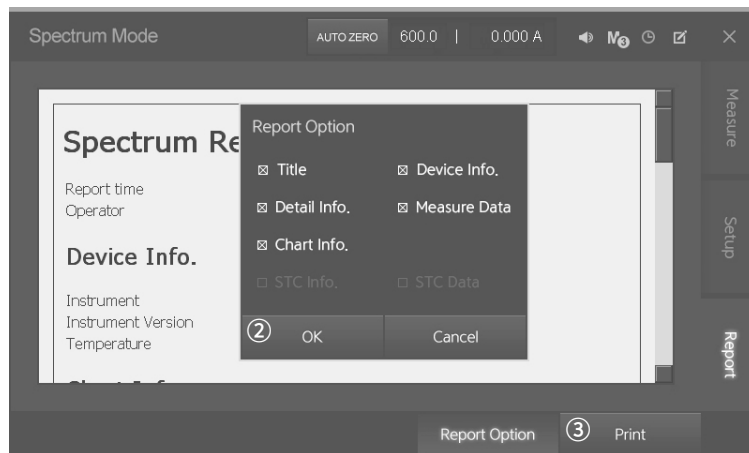 Spectrum Mode
AUTO ZERO 600.0 | 0.000 A M3
Measure
Setup
Report
Spectrum Re
Report time
Operator
Device Info.
Instrument
Instrument Version
Temperature
Report Option
Title Device Info.
Detail Info. Measure Data
Chart Info.
STC Info. STC Data
② OK Cancel
Report Option ③ Print